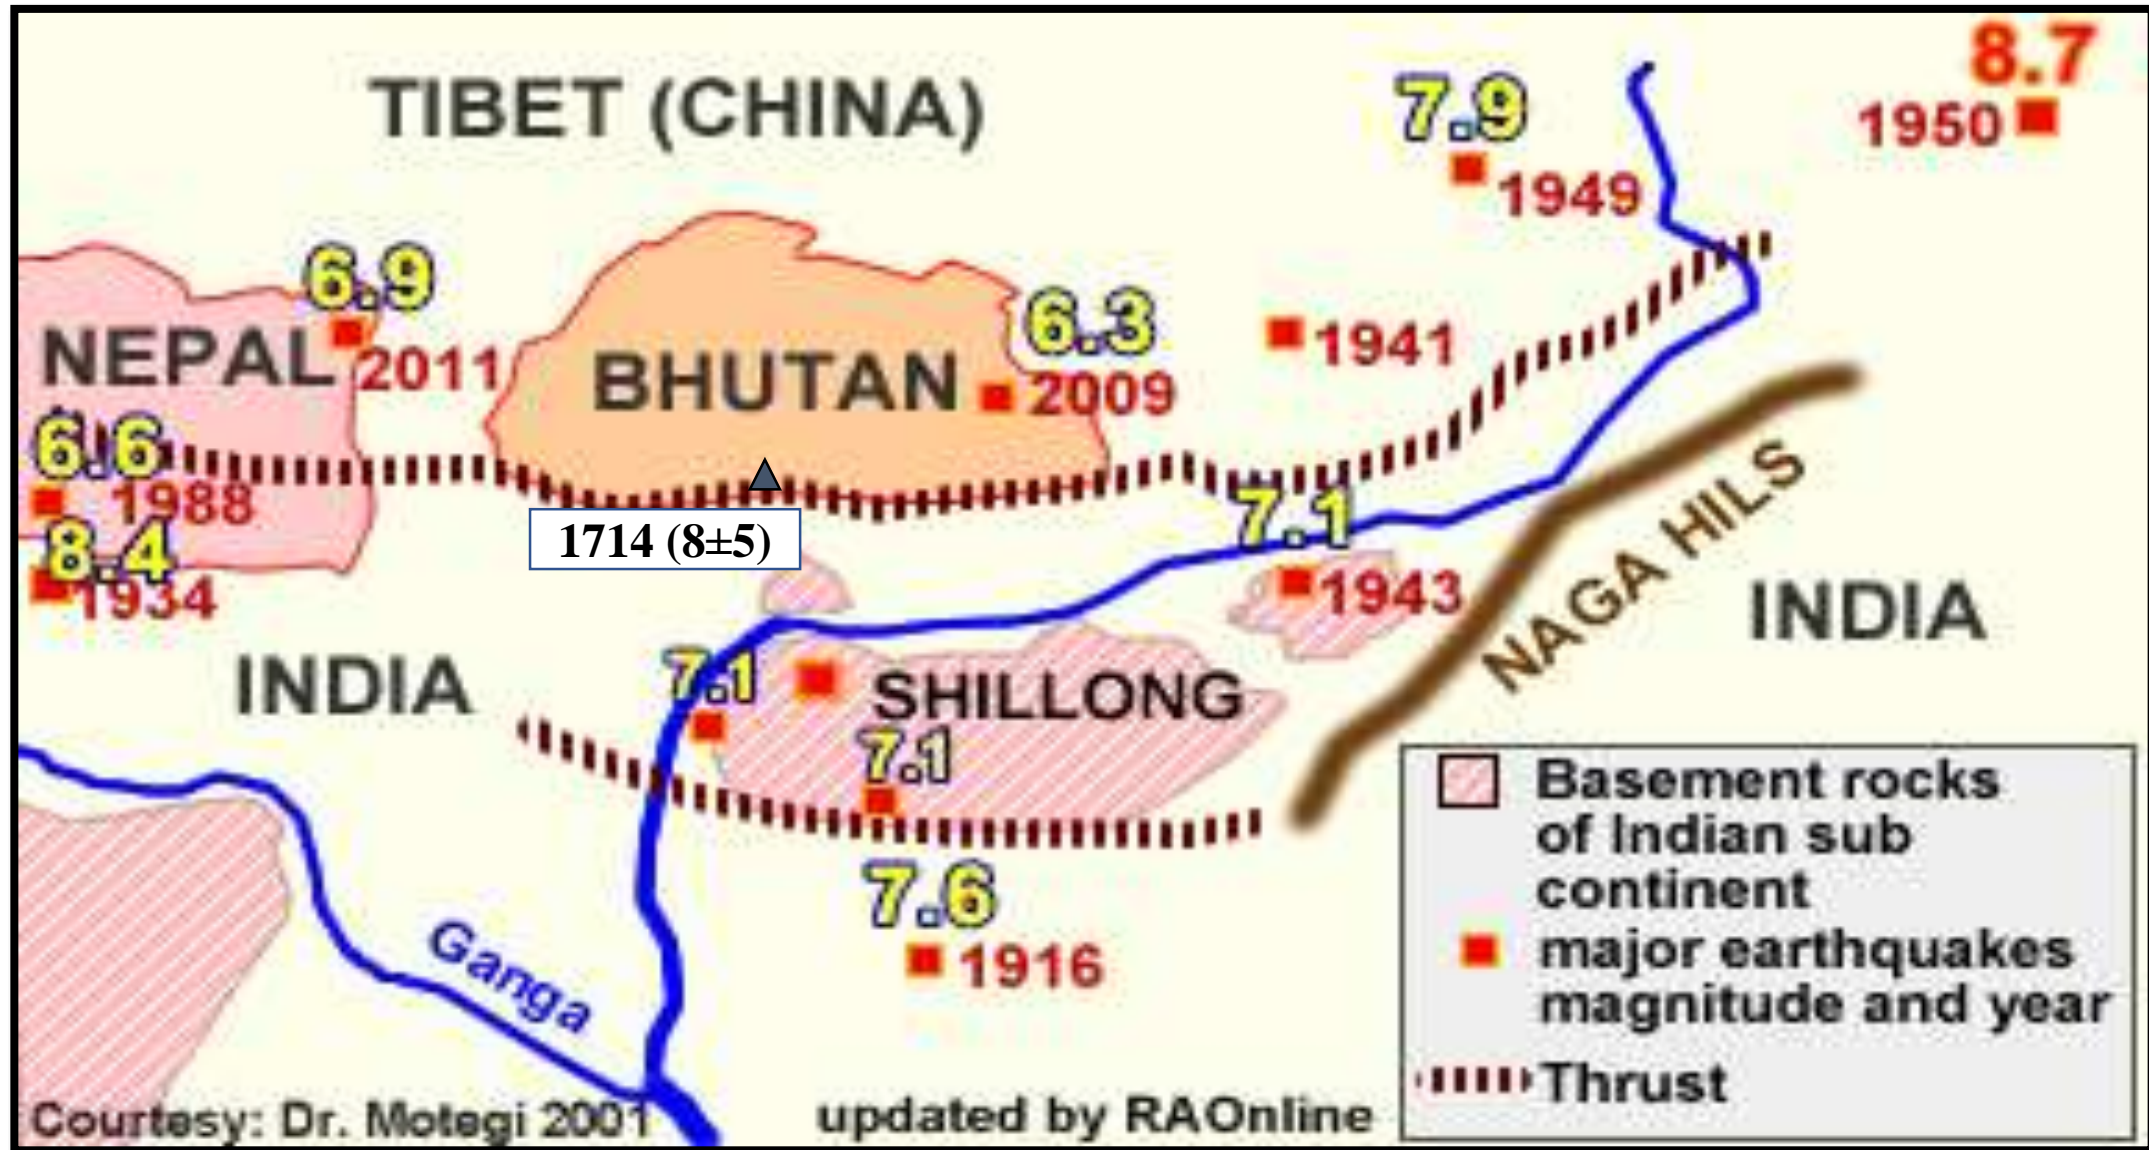 8.7
TIBET (CHINA)
7.9
1950
1949
6.9
6.3
NEPAL
2011
BHUTAN
2009
1941
6.6
1988
8.4
1934
1714 (8±5)
7.1
1943
NAGA HILS
INDIA
INDIA
7.1
SHILLONG
7.1
7.6
1916
Ganga
Basement rocks
of Indian sub
continent
major earthquakes
magnitude and year
Thrust
Courtesy: Dr. Motegi 2001
updated by RAOnline